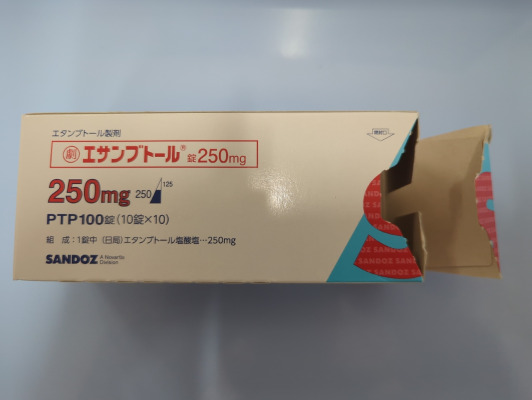 エタンブトール製剤
劇 エサンブトール® 錠250mg
250mg 250 125
PTP100錠(10錠×10)
組 成:1錠中 (日局)エタンブトール塩酸塩…250mg
SANDOZ A Novartis Division
開封口
SANDOZ SANDOZ